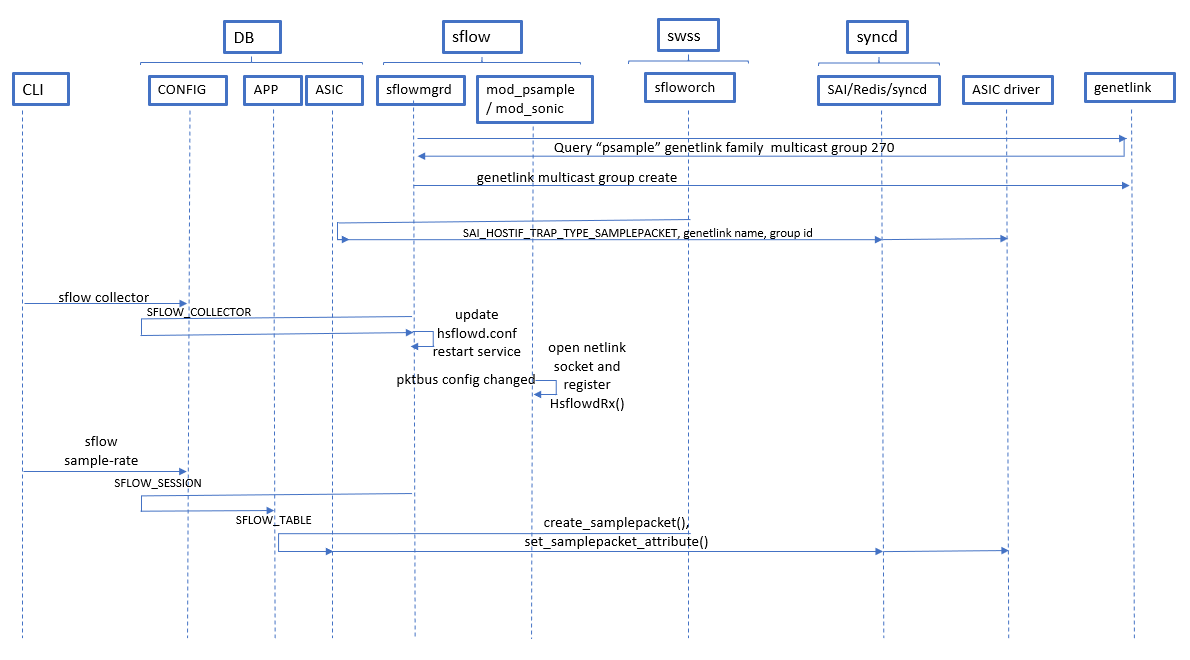 DB
sflow
swss
syncd
CLI
CONFIG
APP
ASIC
sflowmgrd
mod_psample
/ mod_sonic
sfloworch
SAI/Redis/syncd
ASIC driver
genetlink
Query “psample” genetlink family  multicast group 270
genetlink multicast group create
SAI_HOSTIF_TRAP_TYPE_SAMPLEPACKET, genetlink name, group id
sflow collector
SFLOW_COLLECTOR
update
hsflowd.conf
restart service
open netlink
socket and
register
HsflowdRx()
pktbus config changed
sflow
sample-rate
SFLOW_SESSION
SFLOW_TABLE
create_samplepacket(),
set_samplepacket_attribute()